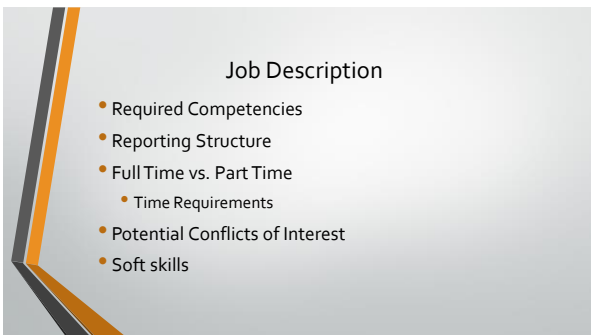 Job Description
• Required Competencies
• Reporting Structure
• Full Time vs. Part Time
• Time Requirements
• Potential Conflicts of Interest
• Soft skills